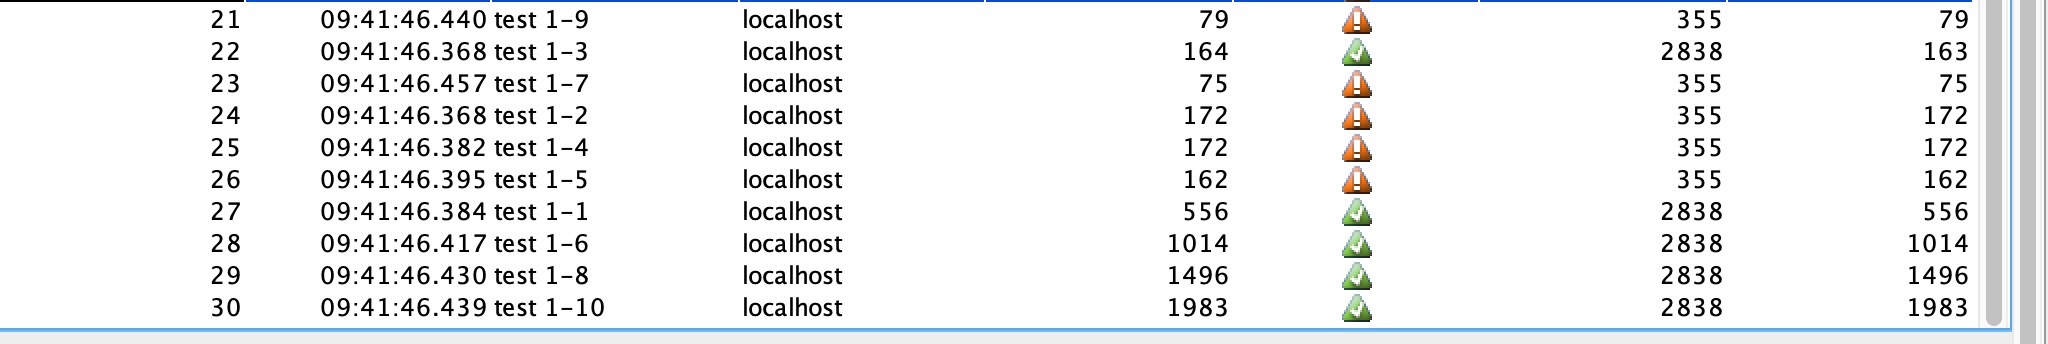 21 09:41:46.440 test 1-9 localhost 79 355 79
22 09:41:46.368 test 1-3 localhost 164 2838 163
23 09:41:46.457 test 1-7 localhost 75 355 75
24 09:41:46.368 test 1-2 localhost 172 355 172
25 09:41:46.382 test 1-4 localhost 172 355 172
26 09:41:46.395 test 1-5 localhost 162 355 162
27 09:41:46.384 test 1-1 localhost 556 2838 556
28 09:41:46.417 test 1-6 localhost 1014 2838 1014
29 09:41:46.430 test 1-8 localhost 1496 2838 1496
30 09:41:46.439 test 1-10 localhost 1983 2838 1983